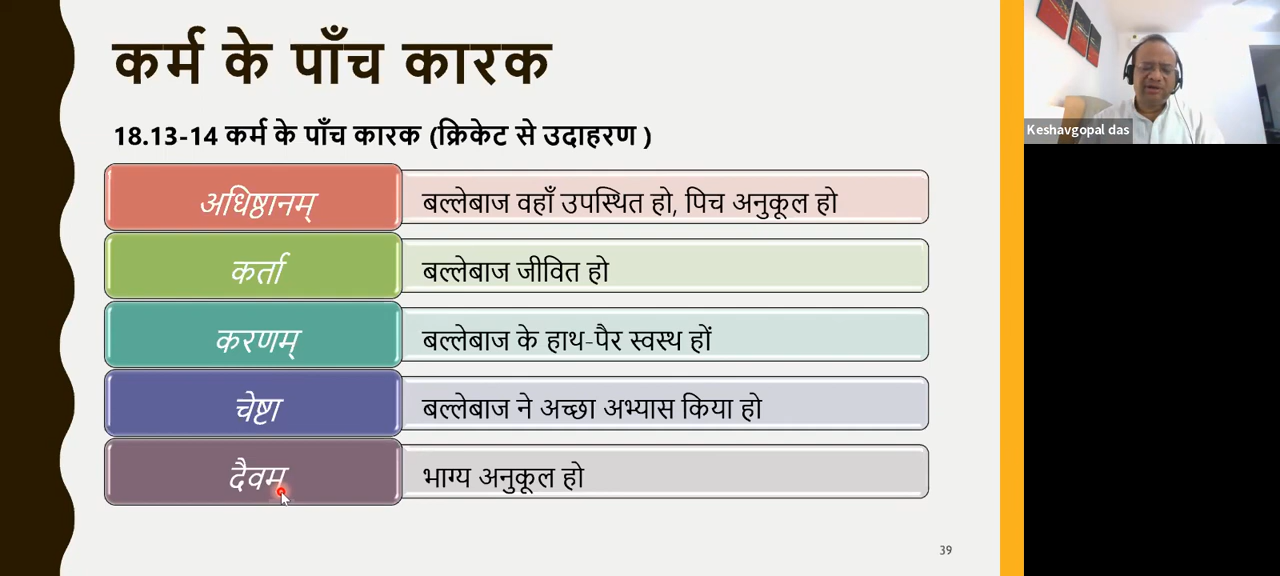 कर्म के पाँच कारक
18.13-14 कर्म के पाँच कारक (क्रिकेट से उदाहरण )
अधिष्ठानम् बल्लेबाज वहाँ उपस्थित हो, पिच अनुकूल हो
कर्ता बल्लेबाज जीवित हो
करणम् बल्लेबाज के हाथ-पैर स्वस्थ हों
चेष्टा बल्लेबाज ने अच्छा अभ्यास किया हो
दैवम् भाग्य अनुकूल हो
39
Keshavgopal das